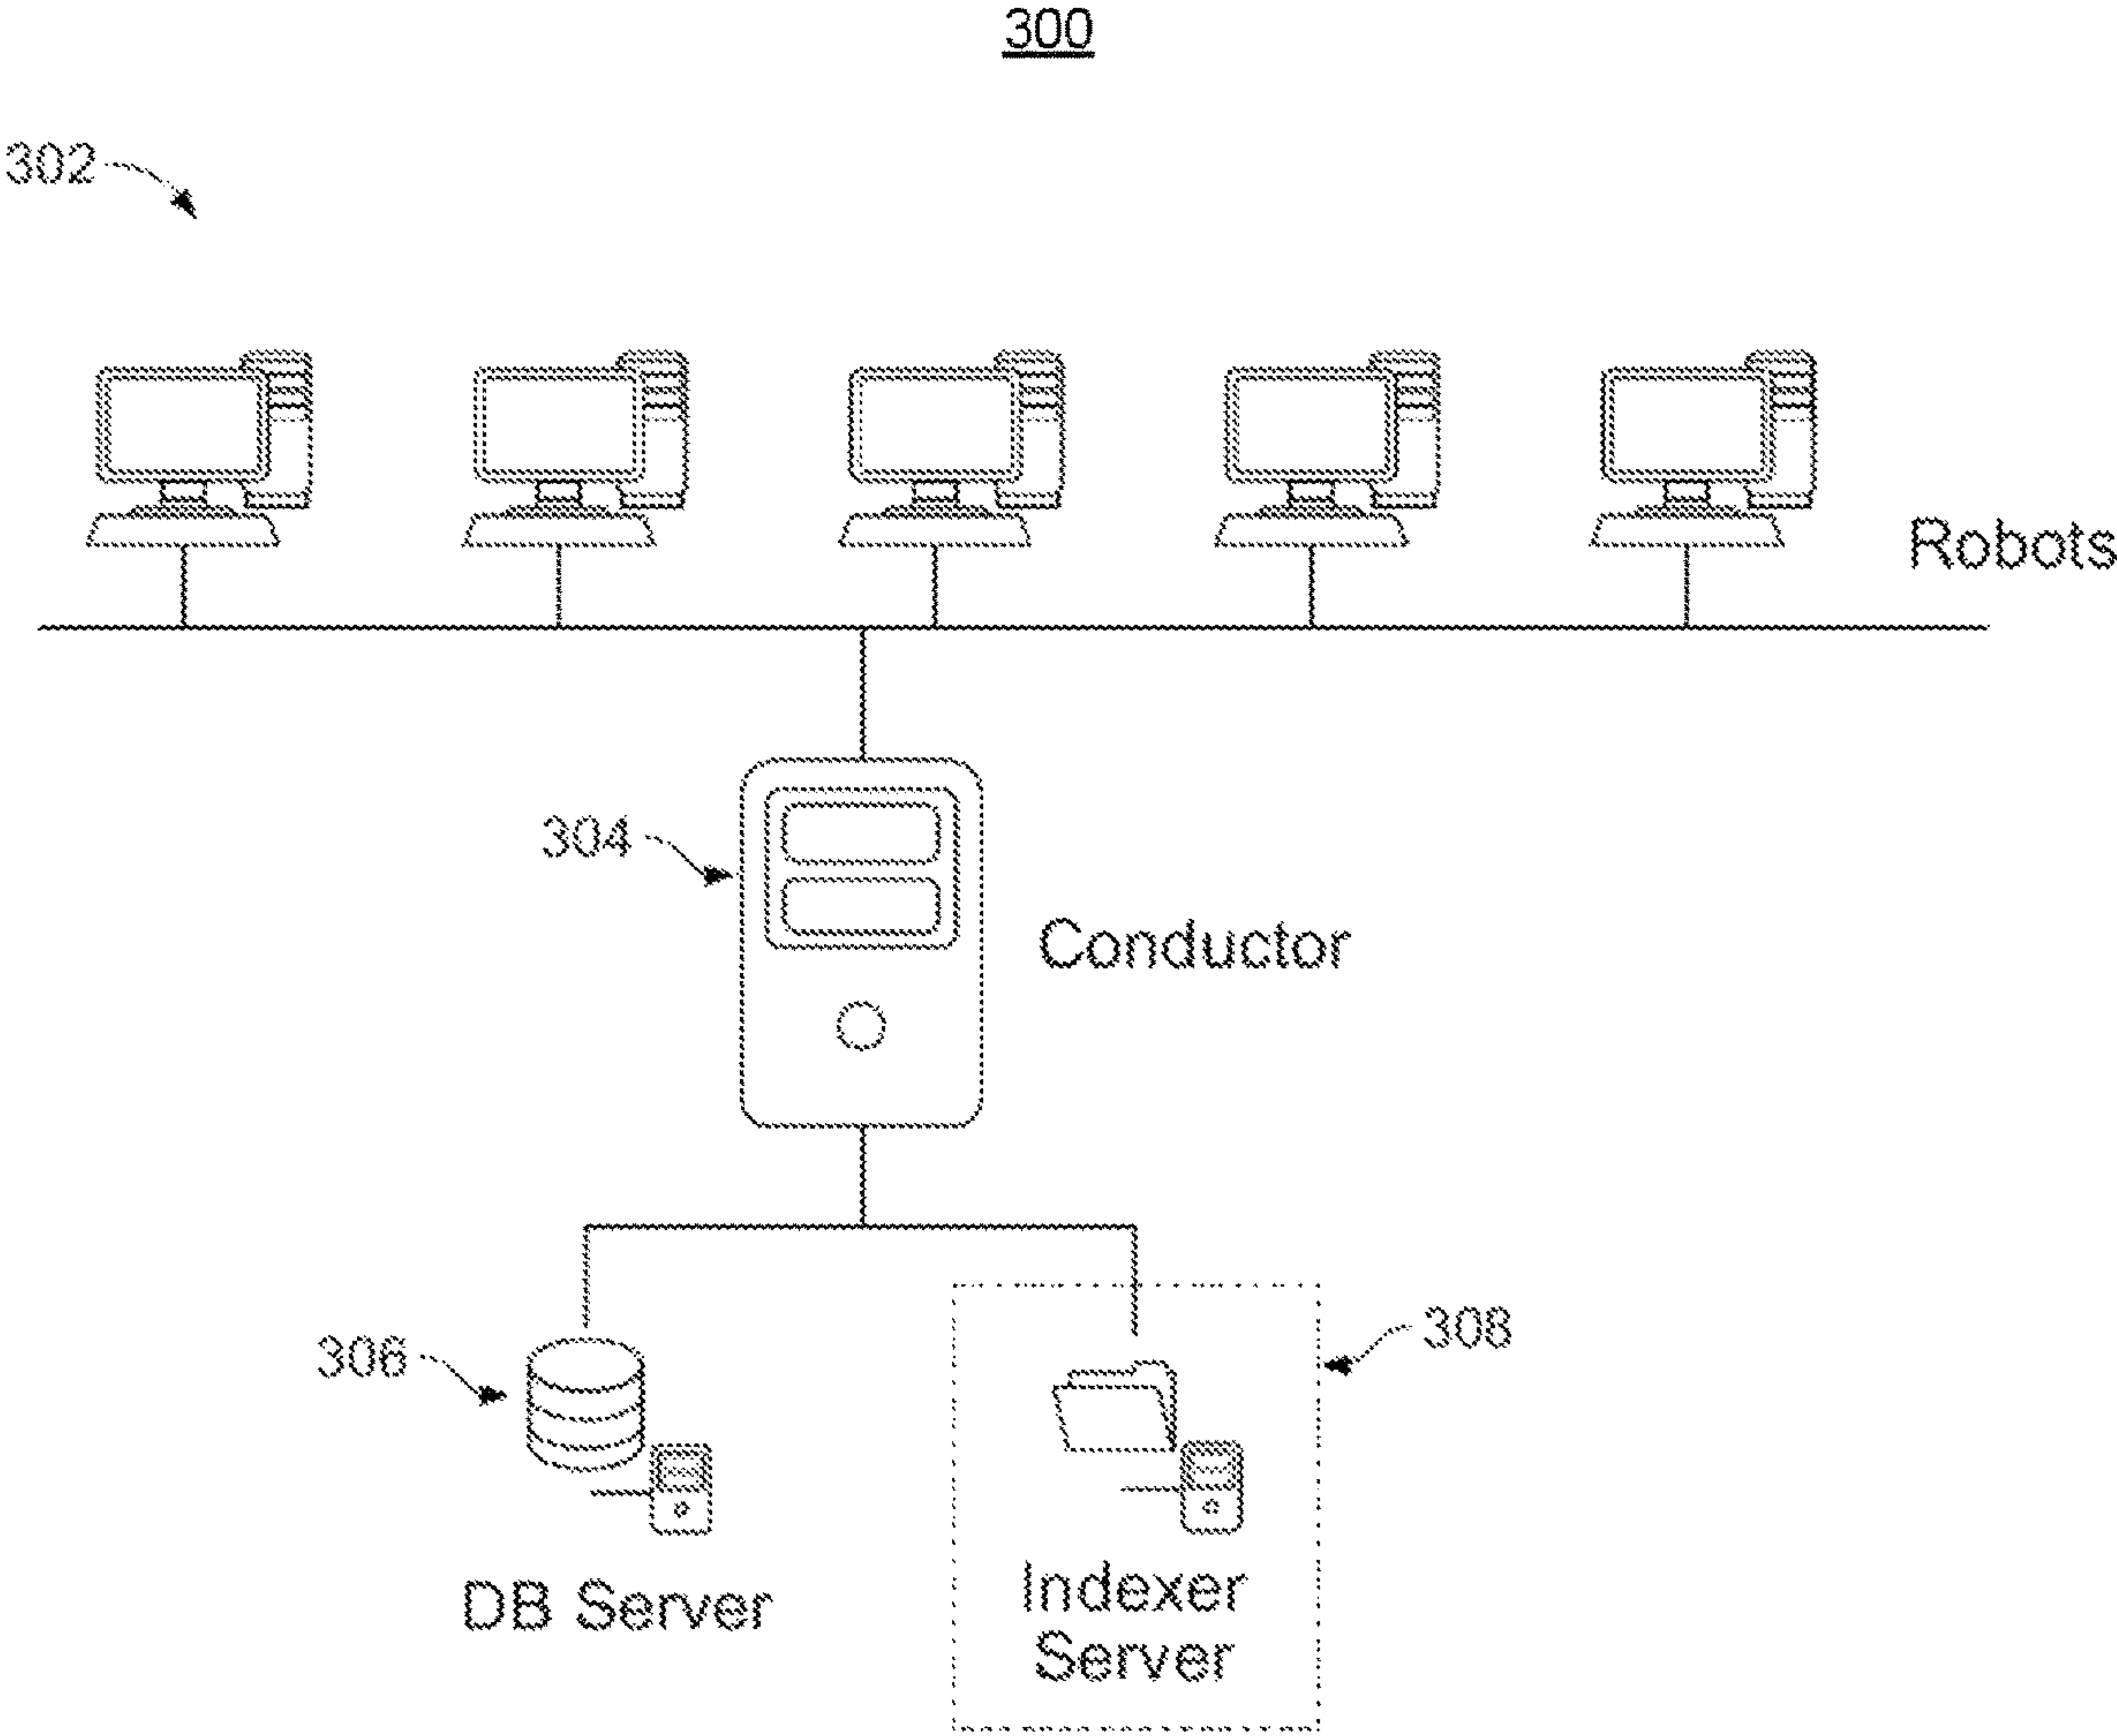 300
302
Robots
304
Conductor
306
308
DB Server
Indexer
Server